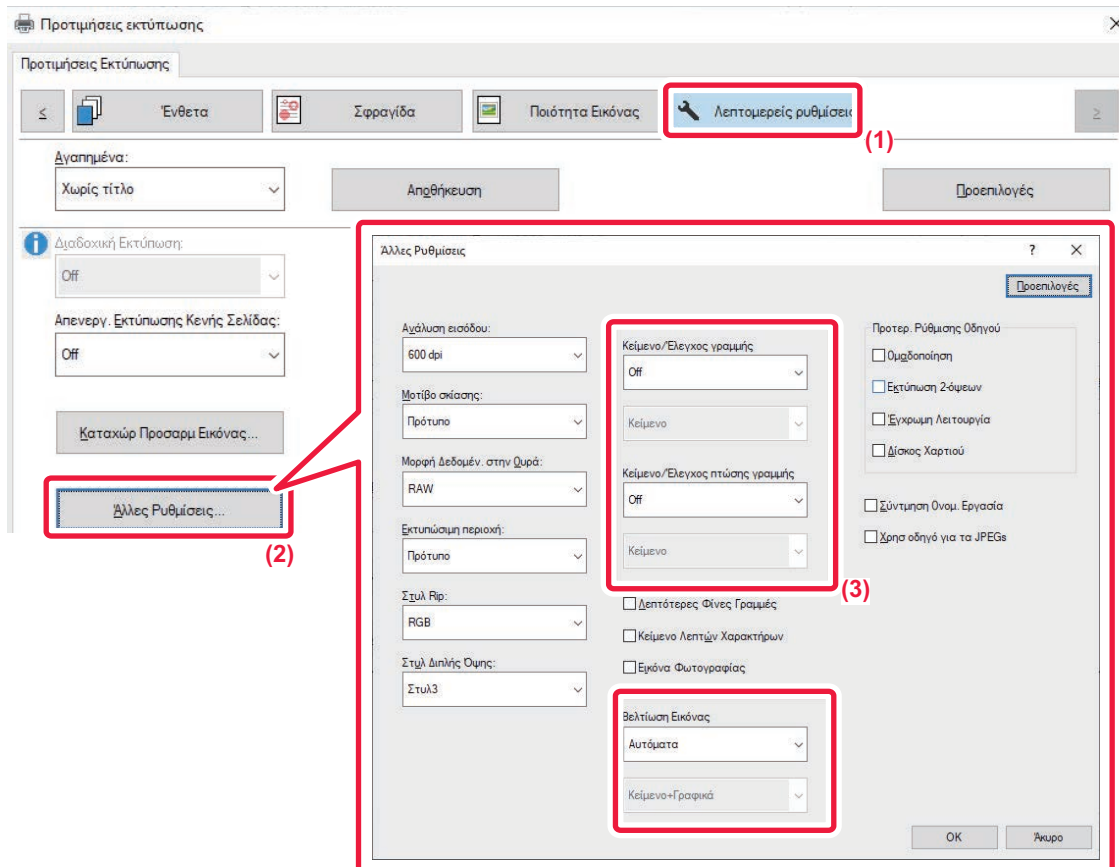 Προτιμήσεις εκτύπωσης
Προτιμήσεις Εκτύπωσης
< Ένθετα Σφραγίδα Ποιότητα Εικόνας Λεπτομερείς ρυθμίσεις >
(1)
Αγαπημένα:
Χωρίς τίτλο Αποθήκευση Προεπιλογές
Διαδοχική Εκτύπωση:
Off
Απενεργ. Εκτύπωσης Κενής Σελίδας:
Off
Καταχώρ Προσαρμ Εικόνας...
Άλλες Ρυθμίσεις...
(2)
Άλλες Ρυθμίσεις ?
Προεπιλογές
Ανάλυση εισόδου:
600 dpi
Μοτίβο σκίασης:
Πρότυπο
Μορφή Δεδομέν. στην Ουρά:
RAW
Εκτυπώσιμη περιοχή:
Πρότυπο
Στυλ Rip:
RGB
Στυλ Διπλής Όψης:
Στυλ3
Κείμενο/Έλεγχος γραμμής
Off
Κείμενο
Κείμενο/Έλεγχος πτώσης γραμμής
Off
Κείμενο
(3)
Λεπτότερες Φίνες Γραμμές
Κείμενο Λεπτών Χαρακτήρων
Εικόνα Φωτογραφίας
Βελτίωση Εικόνας
Αυτόματα
Κείμενο+Γραφικά
Προτερ. Ρύθμισης Οδηγού
Ομαδοποίηση
Εκτύπωση 2-όψεων
Έγχρωμη Λειτουργία
Δίσκος Χαρτιού
Σύντμηση Ονομ. Εργασία
Χρησ οδηγό για τα JPEGs
OK Άκυρο